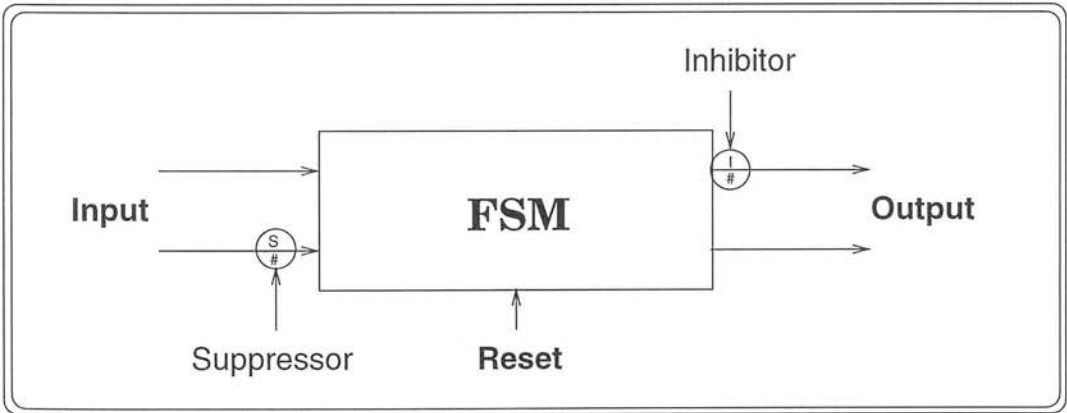 Inhibitor
I
#
Input
FSM
Output
S
#
Suppressor
Reset